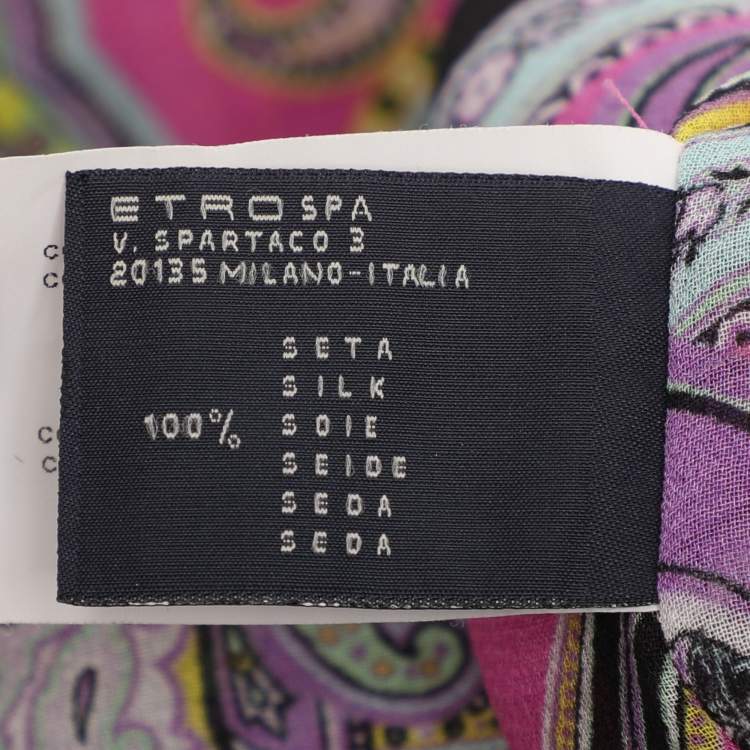 ETRO SPA
V. SPARTACO 3
20135 MILANO-ITALIA
SETA
SILK
100% SOIE
SEIDE
SEDA
SEDA